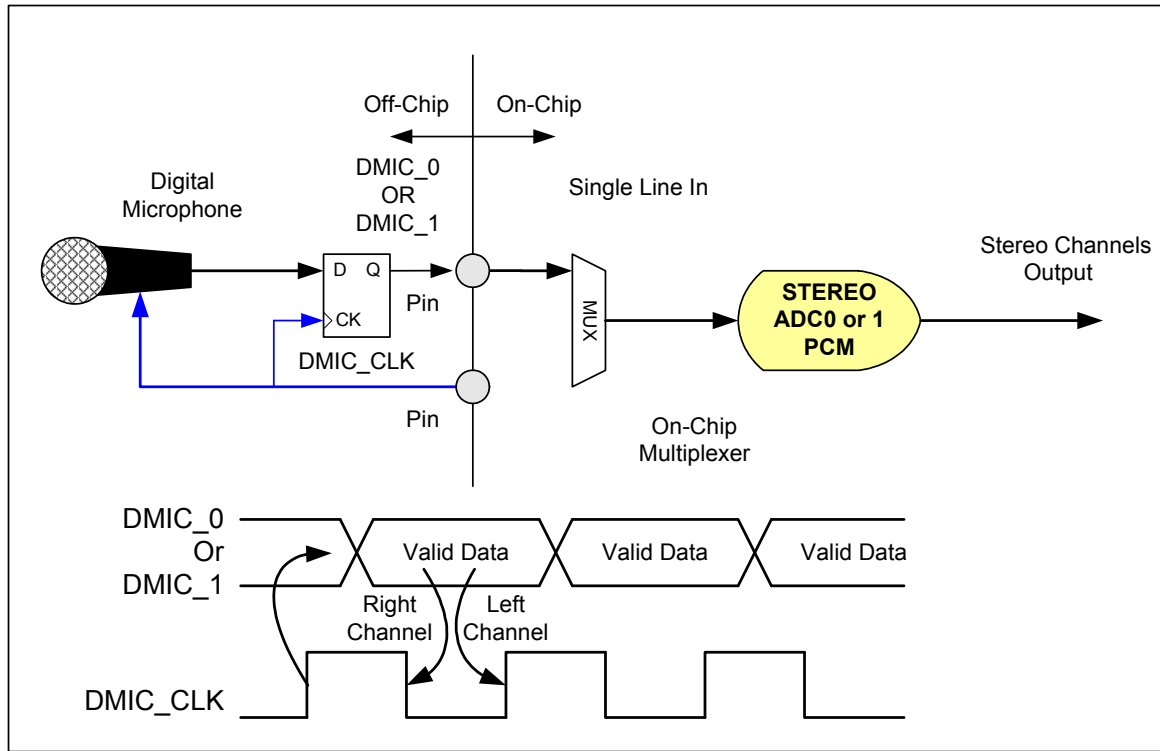 Off-Chip
On-Chip
DMIC_0
OR
DMIC_1
Digital
Microphone
Single Line In
Stereo Channels
Output
D
Q
CK
Pin
MUX
STEREO
ADC0 or 1
PCM
DMIC_CLK
Pin
On-Chip
Multiplexer
DMIC_0
Or
DMIC_1
Valid Data
Valid Data
Valid Data
Right
Channel
Left
Channel
DMIC_CLK